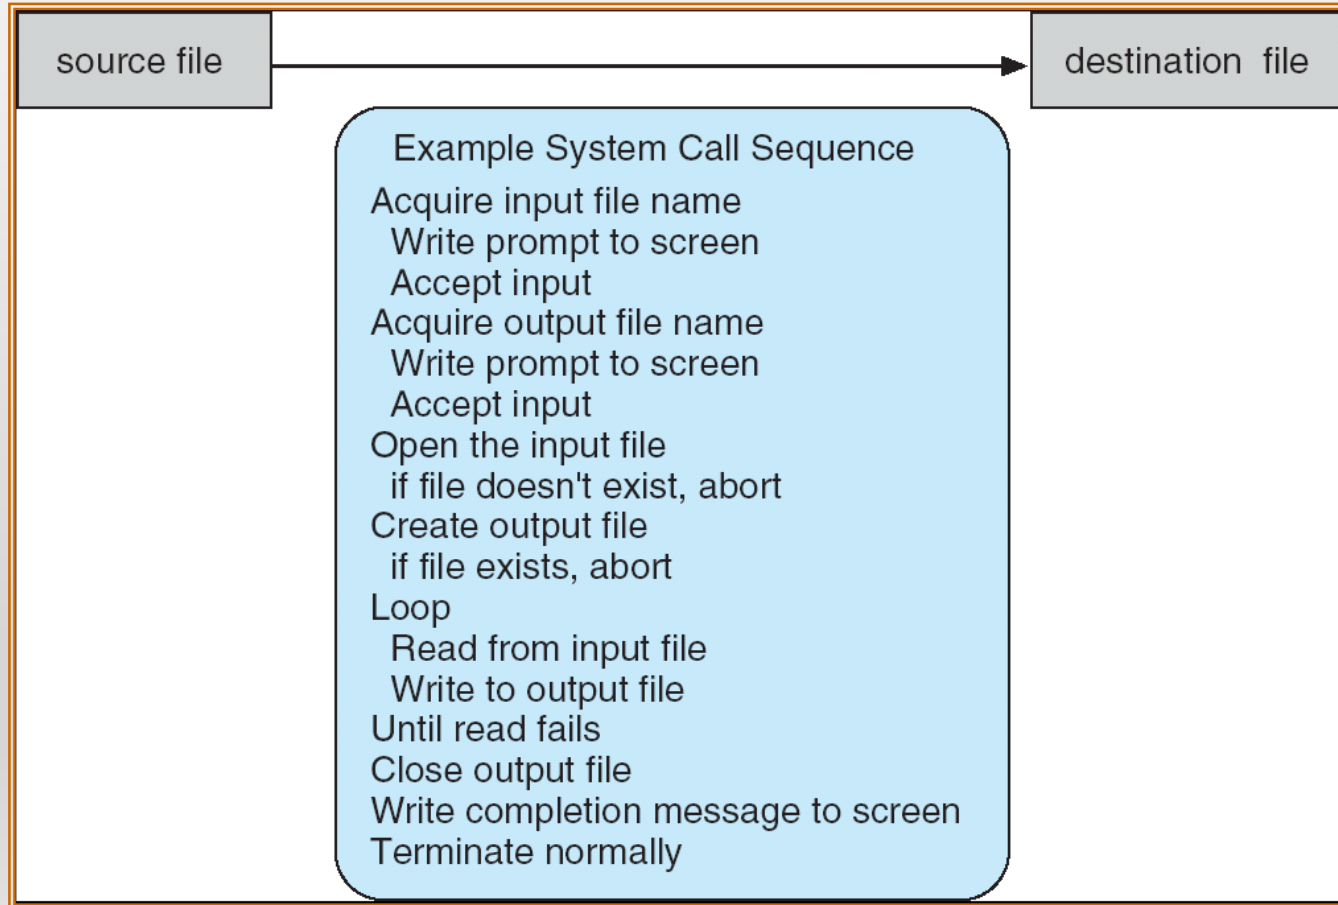 source file
destination file
Example System Call Sequence
Acquire input file name
Write prompt to screen
Accept input
Acquire output file name
Write prompt to screen
Accept input
Open the input file
if file doesn't exist, abort
Create output file
if file exists, abort
Loop
Read from input file
Write to output file
Until read fails
Close output file
Write completion message to screen
Terminate normally